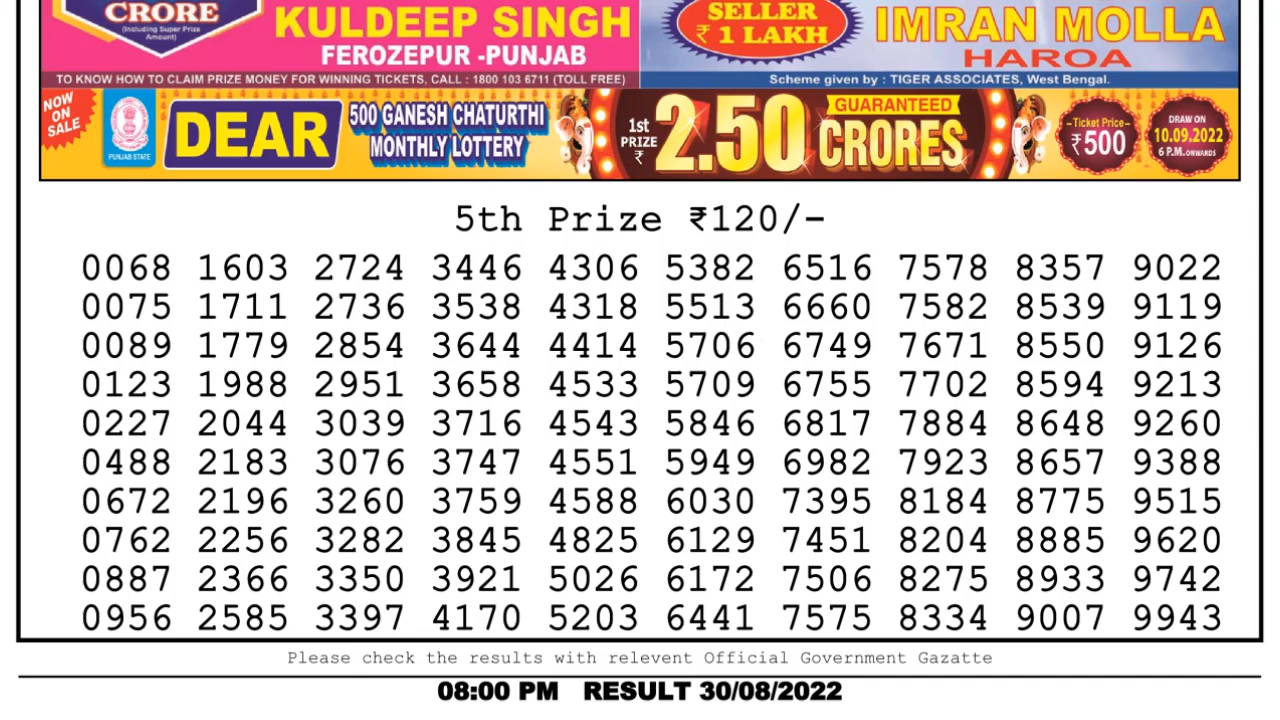 CRORE
(Including Super Prize
Amount)
KULDEEP SINGH
FEROZEPUR -PUNJAB
TO KNOW HOW TO CLAIM PRIZE MONEY FOR WINNING TICKETS, CALL : 1800 103 6711 (TOLL FREE)
SELLER
₹ 1 LAKH
IMRAN MOLLA
HAROA
Scheme given by : TIGER ASSOCIATES, West Bengal.
NOW
ON
SALE
PUNJAB STATE
DEAR
500 GANESH CHATURTHI
MONTHLY LOTTERY
1st
PRIZE
₹
2.50
GUARANTEED
CRORES
-Ticket Price-
₹500
DRAW ON
10.09.2022
6 P.M. ONWARDS
5th Prize ₹120/-
0068 1603 2724 3446 4306 5382 6516 7578 8357 9022
0075 1711 2736 3538 4318 5513 6660 7582 8539 9119
0089 1779 2854 3644 4414 5706 6749 7671 8550 9126
0123 1988 2951 3658 4533 5709 6755 7702 8594 9213
0227 2044 3039 3716 4543 5846 6817 7884 8648 9260
0488 2183 3076 3747 4551 5949 6982 7923 8657 9388
0672 2196 3260 3759 4588 6030 7395 8184 8775 9515
0762 2256 3282 3845 4825 6129 7451 8204 8885 9620
0887 2366 3350 3921 5026 6172 7506 8275 8933 9742
0956 2585 3397 4170 5203 6441 7575 8334 9007 9943
Please check the results with relevent Official Government Gazatte
08:00 PM RESULT 30/08/2022